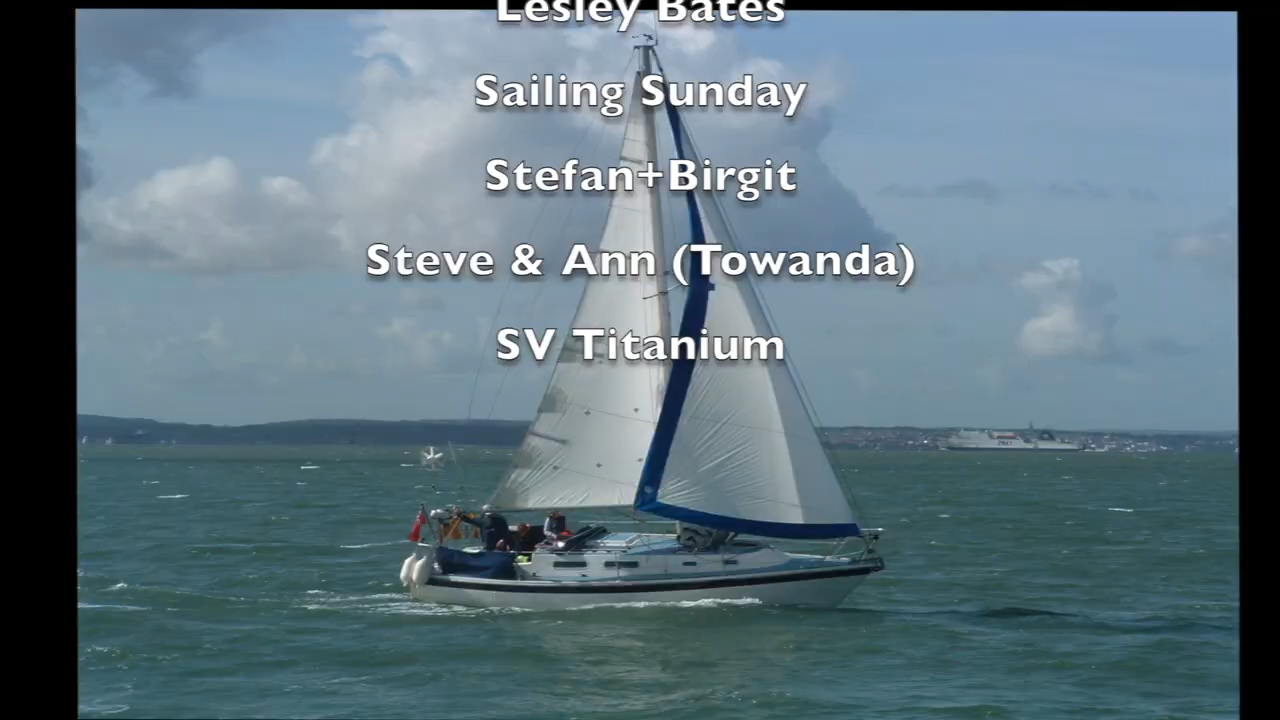 Lesley Bates
Sailing Sunday
Stefan+Birgit
Steve & Ann (Towanda)
SV Titanium